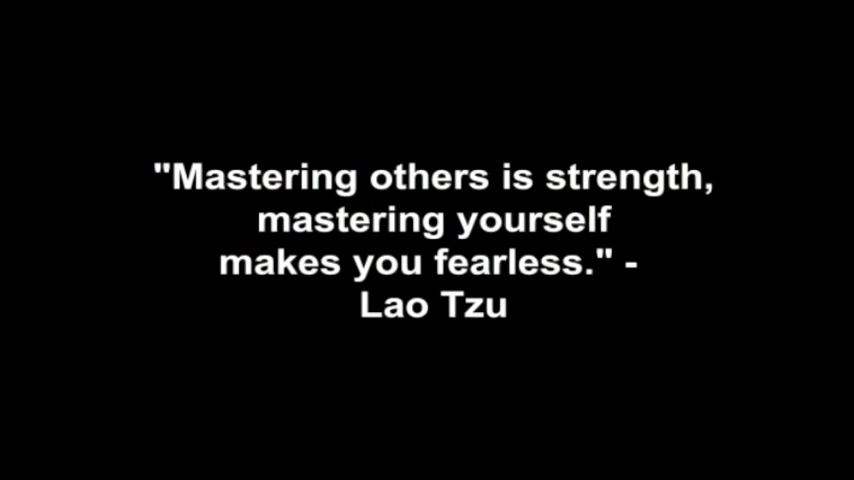 "Mastering others is strength,
mastering yourself
makes you fearless." -
Lao Tzu